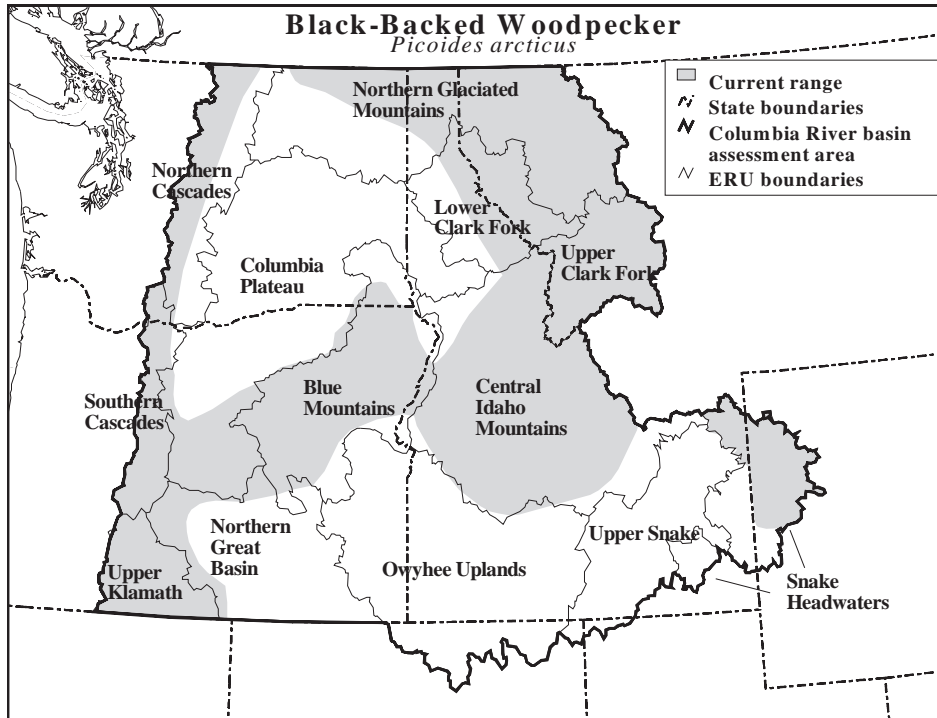 Black-Backed Woodpecker
Picoides arcticus
Current range
State boundaries
Columbia River basin
assessment area
ERU boundaries
Northern Glaciated
Mountains
Northern
Cascades
Lower
Clark Fork
Upper
Clark Fork
Columbia
Plateau
Blue
Mountains
Central
Idaho
Mountains
Southern
Cascades
Northern
Great
Basin
Upper Snake
Owyhee Uplands
Upper
Klamath
Snake
Headwaters